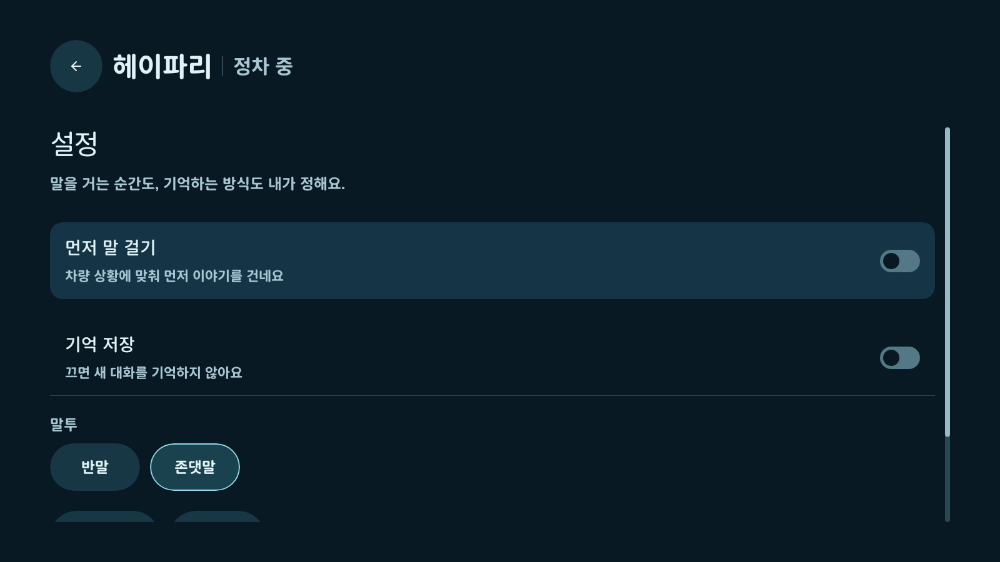 헤이파리
정차 중
설정
말을 거는 순간도, 기억하는 방식도 내가 정해요.
먼저 말 걸기
차량 상황에 맞춰 먼저 이야기를 건네요
기억 저장
끄면 새 대화를 기억하지 않아요
말투
반말
존댓말